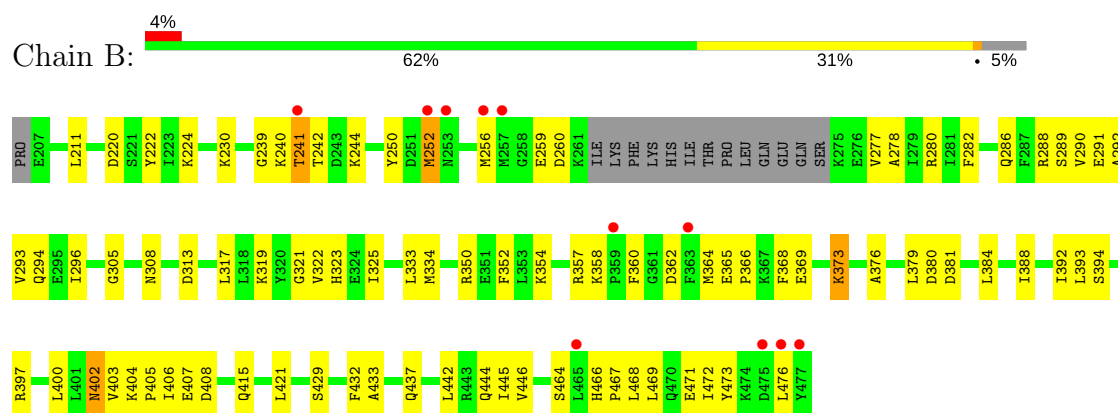 4%
Chain B:
62% 31% • 5%
PRO E207 L211 D220 S221 Y222 I223 K224 K230 G239 K240 T241 T242 D243 K244 Y250 D251 M252 N253 M256 M257 G258 E259 D260 K261 ILE LYS PHE LYS HIS ILE THR PRO LEU GLN GLU GLN SER K275 E276 V277 A278 I279 R280 I281 F282 Q286 F287 R288 S289 V290 E291 A292
V293 Q294 E295 I296 G305 N308 D313 L317 L318 K319 Y320 G321 V322 H323 E324 I325 L333 M334 R350 E351 F352 L353 K354 R357 K358 P359 F360 G361 D362 F363 M364 E365 P366 K367 F368 E369 K373 A376 L379 D380 D381 L384 I388 I392 L393 S394
R397 L400 L401 N402 V403 K404 P405 I406 E407 D408 Q415 L421 S429 F432 A433 Q437 L442 R443 Q444 I445 V446 S464 L465 H466 P467 L468 L469 Q470 E471 I472 Y473 K474 D475 L476 Y477